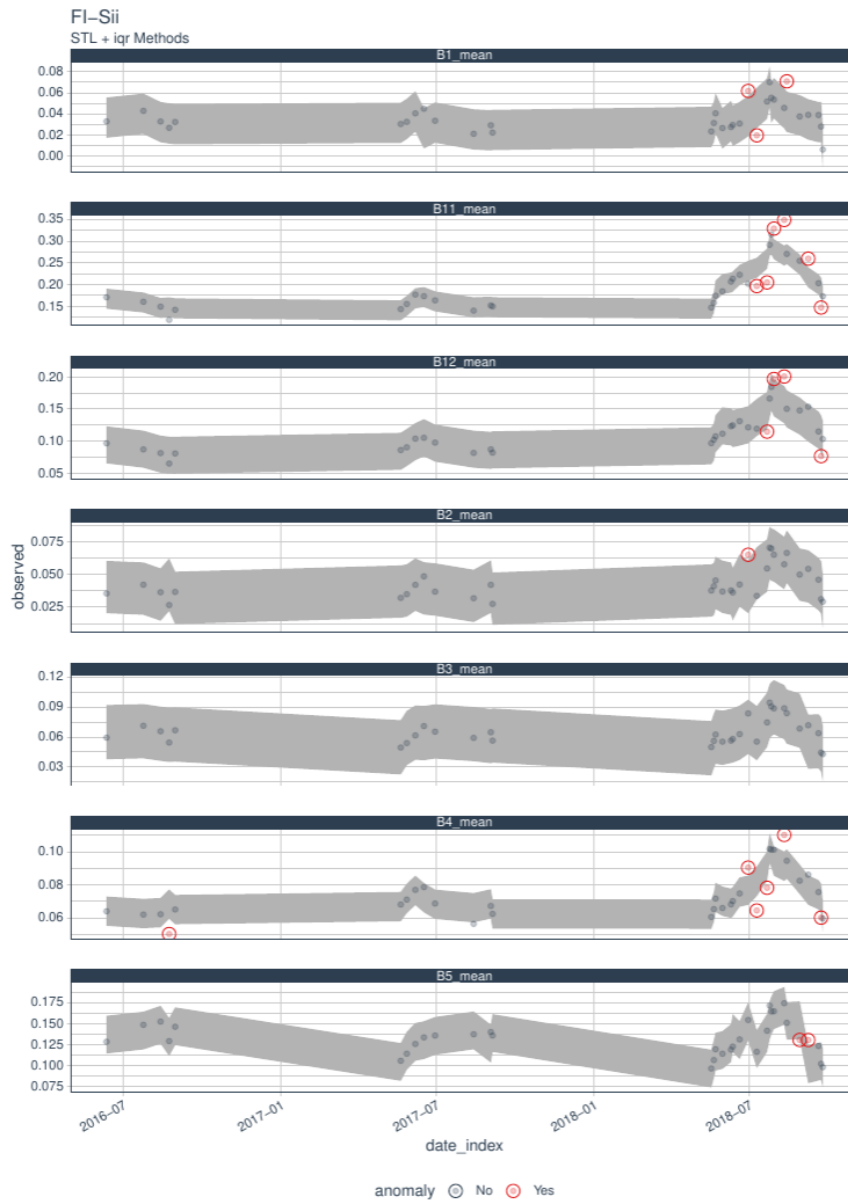 FI−Sii
STL + iqr Methods
B1_mean
0.08
0.06
0.04
0.02
0.00
B11_mean
0.35
0.30
0.25
0.20
0.15
B12_mean
0.20
0.15
0.10
0.05
B2_mean
0.075
0.050
0.025
observed
B3_mean
0.12
0.09
0.06
0.03
B4_mean
0.10
0.08
0.06
B5_mean
0.175
0.150
0.125
0.100
0.075
2016−07 2017−01 2017−07 2018−01 2018−07
date_index
anomaly No Yes